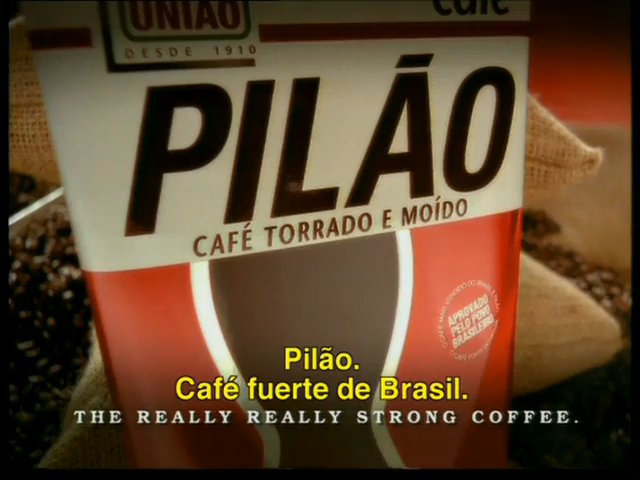 UNIÃO
DESDE 1910
café
PILÃO
CAFÉ TORRADO E MOÍDO
APROVADO
PELO POVO
BRASILEIRO
Pilão.
Café fuerte de Brasil.
THE REALLY REALLY STRONG COFFEE.